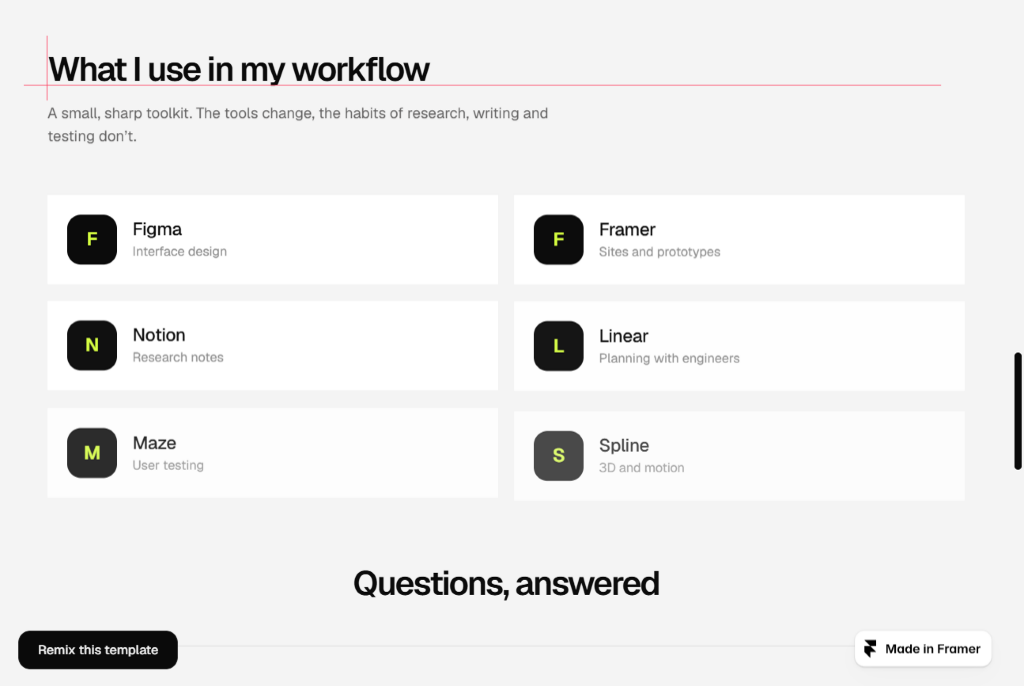 What I use in my workflow
A small, sharp toolkit. The tools change, the habits of research, writing and
testing don’t.
F
Figma
Interface design
F
Framer
Sites and prototypes
N
Notion
Research notes
L
Linear
Planning with engineers
M
Maze
User testing
S
Spline
3D and motion
Questions, answered
Remix this template
Made in Framer